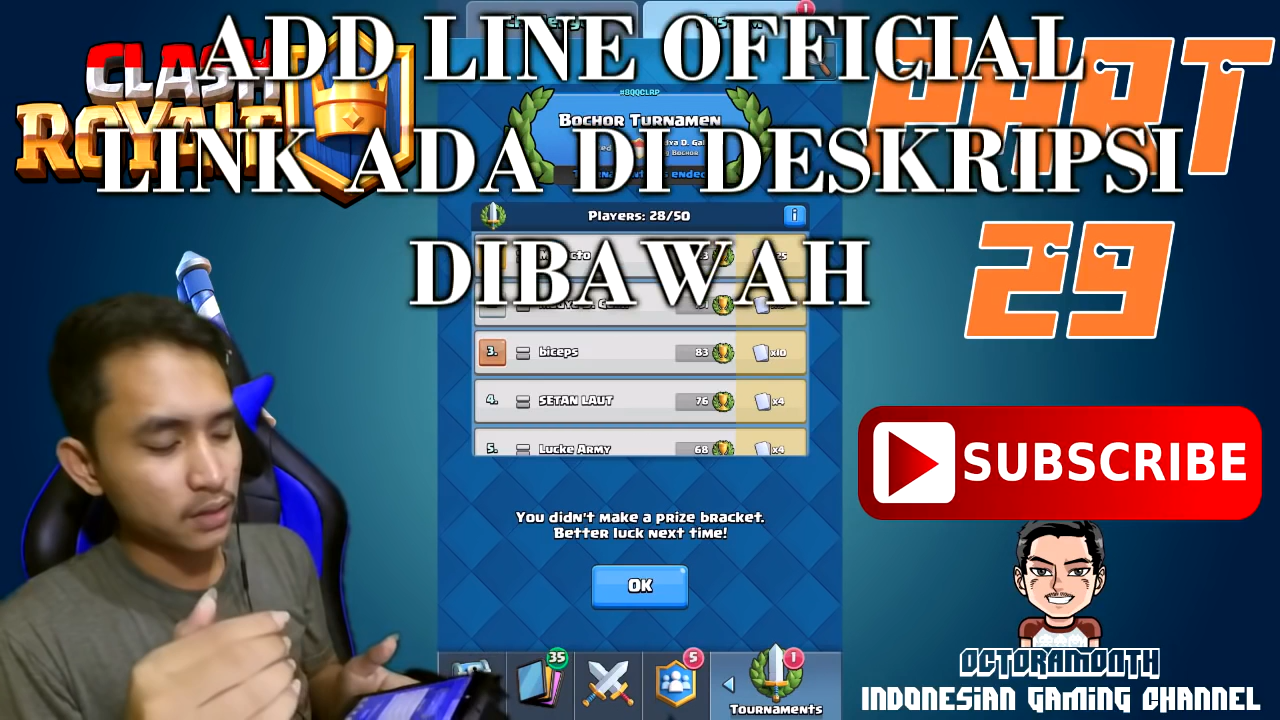 ADD LINE OFFICIAL
LINK ADA DI DESKRIPSI
DIBAWAH
CLASH
ROYALE
PART
29
#8QQCLRP
Bochor Turnamen
Players: 28/50
3. biceps 83 x10
4. SETAN LAUT 76 x4
5. Lucke Army 68 x4
You didn't make a prize bracket.
Better luck next time!
OK
SUBSCRIBE
35
5
1
Tournaments
OCTORAMONTH
INDONESIAN GAMING CHANNEL